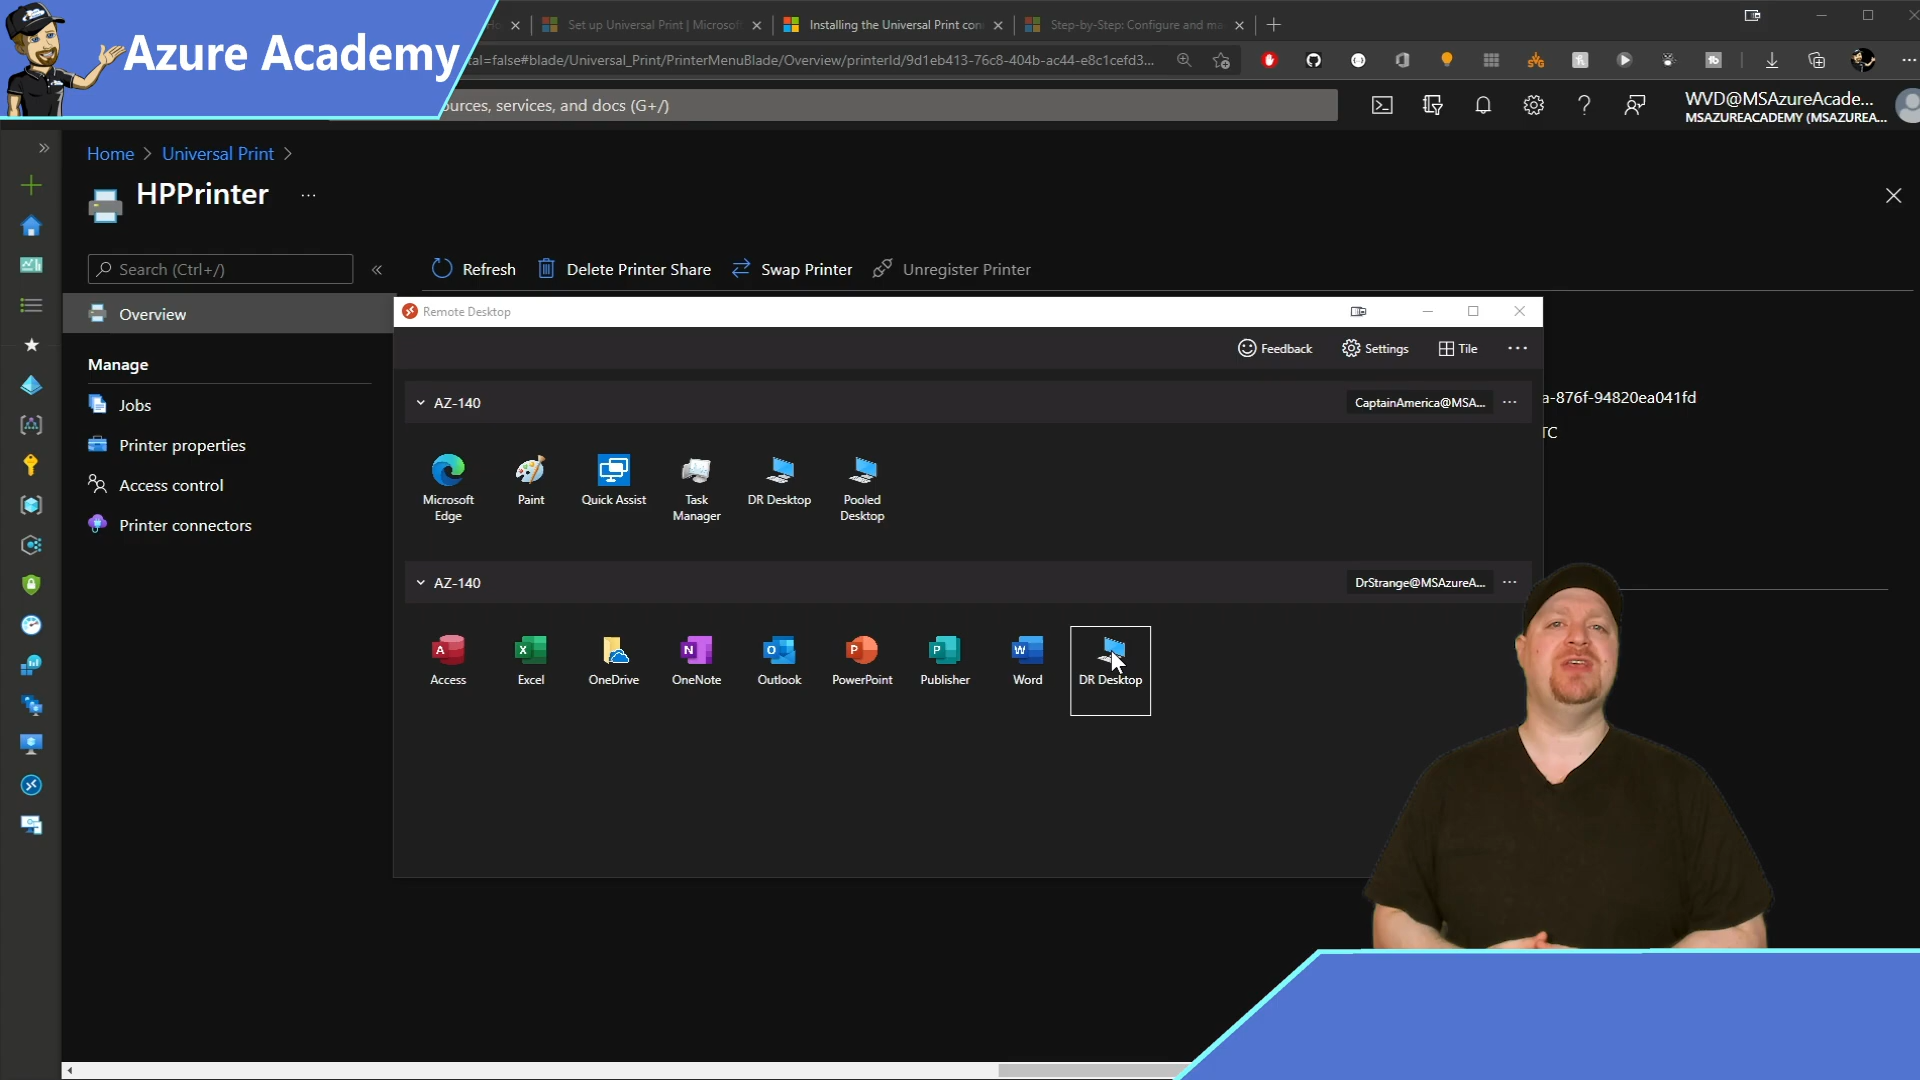 Azure Academy
Set up Universal Print | Microsof
Installing the Universal Print con
Step-by-Step: Configure and ma
tal=false#blade/Universal_Print/PrinterMenuBlade/Overview/printerId/9d1eb413-76c8-404b-ac44-e8c1cefd3...
ources, services, and docs (G+/)
WVD@MSAzureAcade...
MSAZUREACADEMY (MSAZUREA...
Home > Universal Print >
HPPrinter ...
Search (Ctrl+/)
Refresh
Delete Printer Share
Swap Printer
Unregister Printer
Overview
Manage
Jobs
Printer properties
Access control
Printer connectors
Remote Desktop
Feedback
Settings
Tile
AZ-140
CaptainAmerica@MSA...
a-876f-94820ea041fd
TC
Microsoft
Edge
Paint
Quick Assist
Task
Manager
DR Desktop
Pooled
Desktop
AZ-140
DrStrange@MSAzureA...
Access
Excel
OneDrive
OneNote
Outlook
PowerPoint
Publisher
Word
DR Desktop